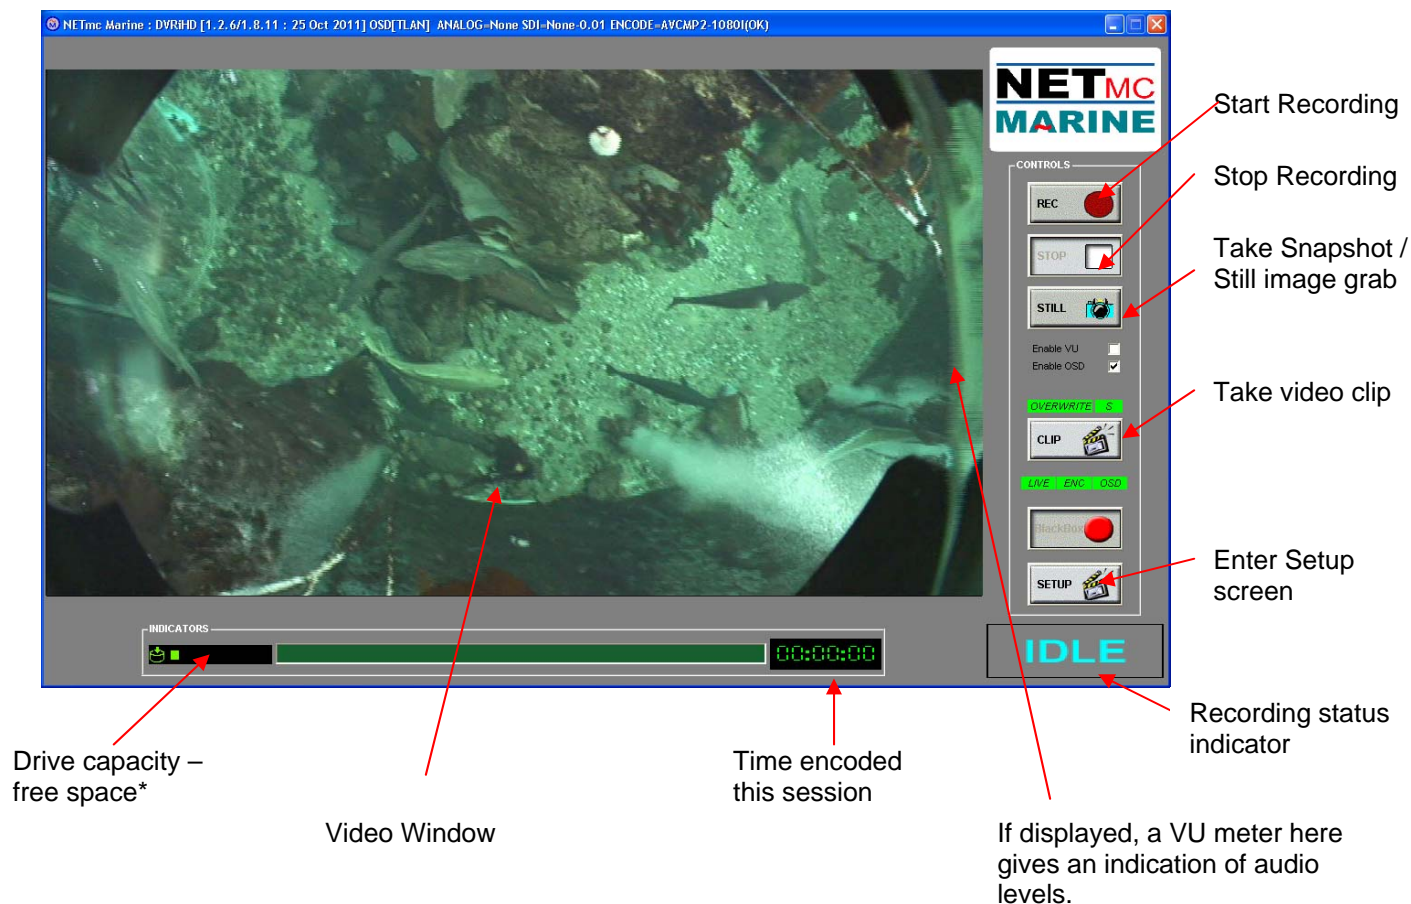 NETmc Marine : DVRiHD [1.2.6/1.8.11 : 25 Oct 2011] OSD[TLAN] ANALOG=None SDI=None-0.01 ENCODE=AVCMP2-1080I(OK)
NETMC
MARINE
CONTROLS
REC
STOP
STILL
Enable VU
Enable OSD
OVERWRITE S
CLIP
LIVE ENC OSD
BlackBox
SETUP
INDICATORS
00:00:00
IDLE
Start Recording
Stop Recording
Take Snapshot /
Still image grab
Take video clip
Enter Setup
screen
Recording status
indicator
Drive capacity –
free space*
Time encoded
this session
Video Window
If displayed, a VU meter here
gives an indication of audio
levels.